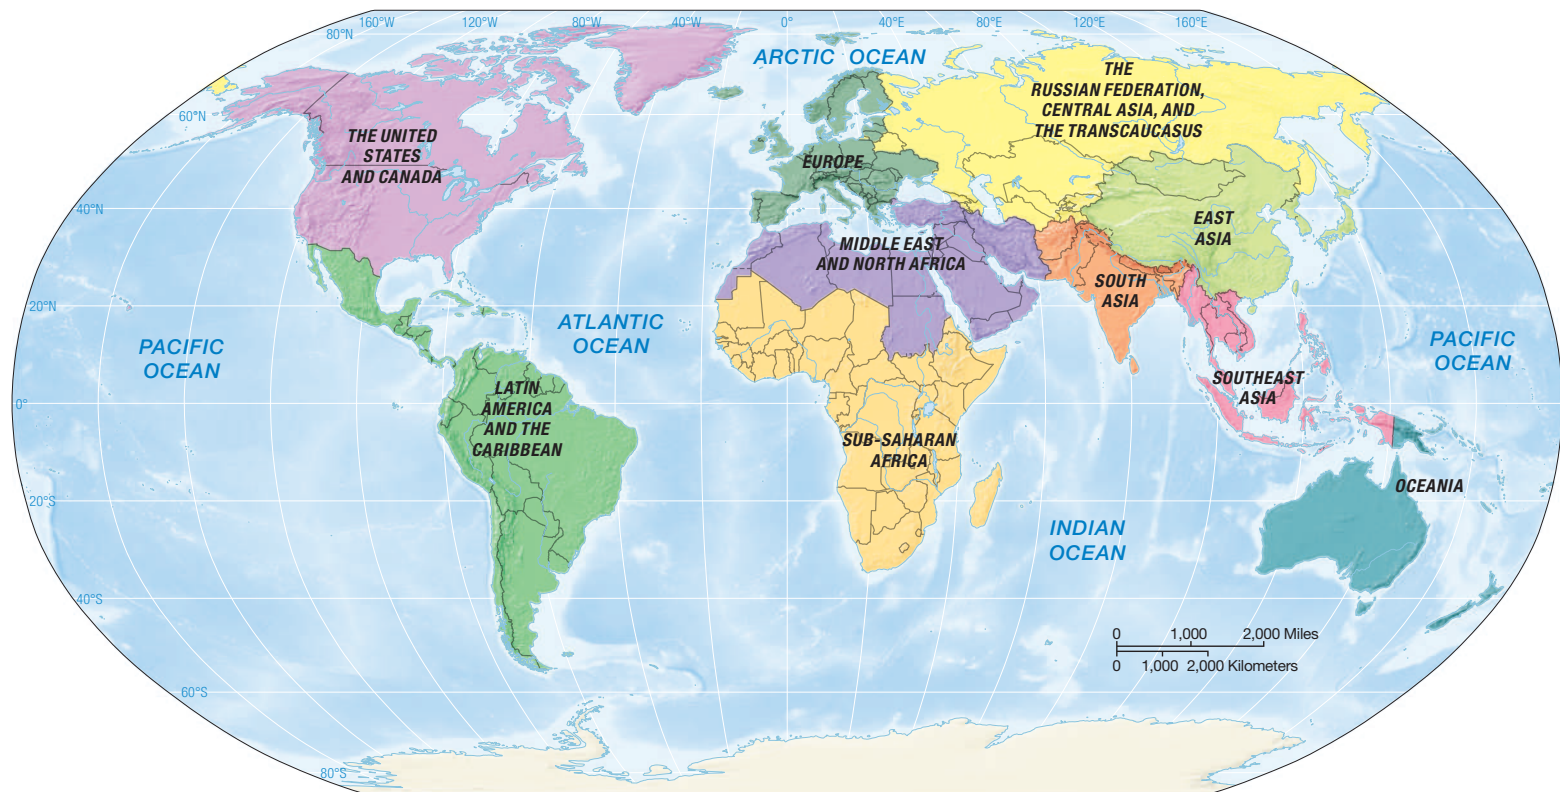 160°W
120°W
80°W
40°W
0°
40°E
80°E
120°E
160°E
80°N
ARCTIC OCEAN
THE
RUSSIAN FEDERATION,
CENTRAL ASIA, AND
THE TRANSCAUCASUS
60°N
THE UNITED
STATES
AND CANADA
EUROPE
40°N
EAST
ASIA
MIDDLE EAST
AND NORTH AFRICA
SOUTH
ASIA
20°N
ATLANTIC
OCEAN
PACIFIC
OCEAN
PACIFIC
OCEAN
LATIN
AMERICA
AND THE
CARIBBEAN
SOUTHEAST
ASIA
0°
SUB-SAHARAN
AFRICA
OCEANIA
20°S
INDIAN
OCEAN
40°S
0 1,000 2,000 Miles
0 1,000 2,000 Kilometers
60°S
80°S